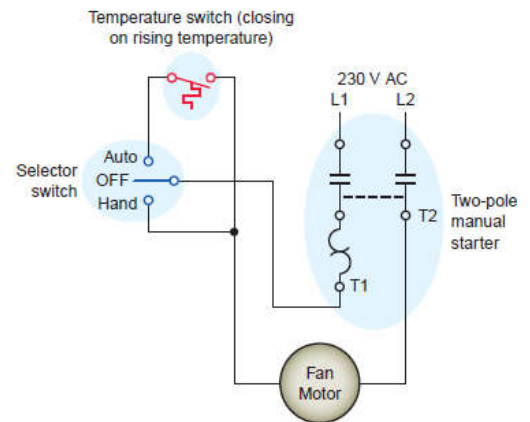 Temperature switch (closing
on rising temperature)
230 V AC
L1 L2
Auto
Selector
switch
OFF
Hand
T2
Two-pole
manual
starter
T1
Fan
Motor